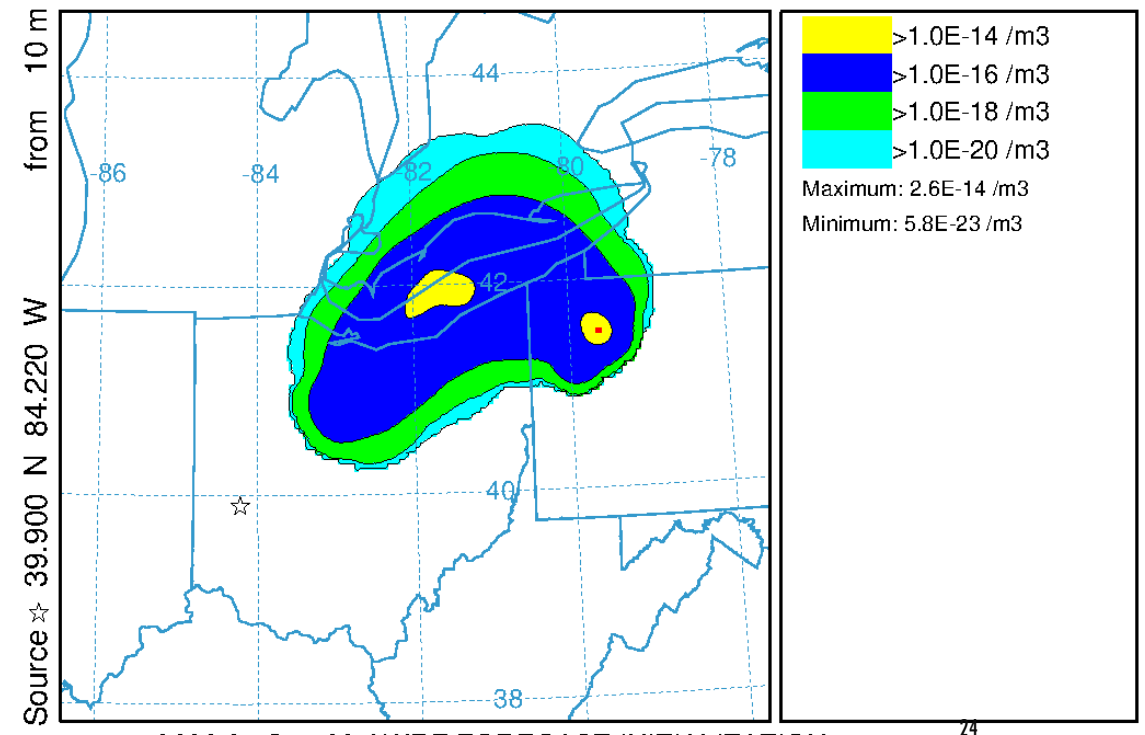 Source ☆ 39.900 N 84.220 W from 10 m
44
-86
-84
-82
80
-78
42
40
38
>1.0E-14 /m3
>1.0E-16 /m3
>1.0E-18 /m3
>1.0E-20 /m3
Maximum: 2.6E-14 /m3
Minimum: 5.8E-23 /m3
24